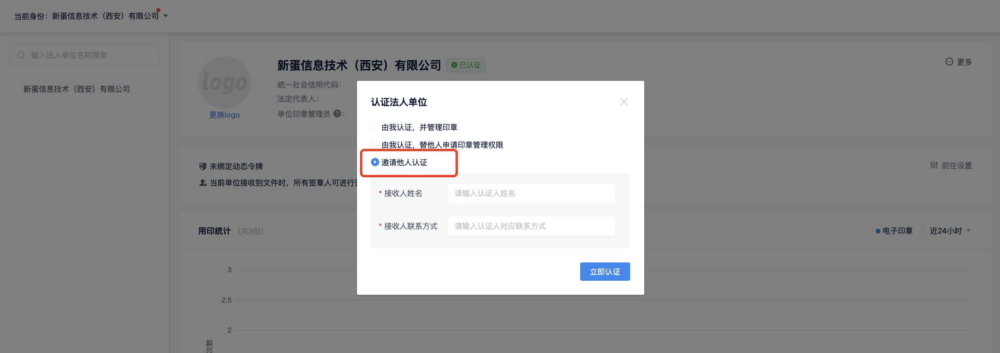 当前身份：新蛋信息技术（西安）有限公司
输入法人单位名称搜索
新蛋信息技术（西安）有限公司
logo
更换logo
新蛋信息技术（西安）有限公司
已认证
更多
统一社会信用代码：
法定代表人：
单位印章管理员 ? ：
认证法人单位
由我认证，并管理印章
由我认证，替他人申请印章管理权限
邀请他人认证
* 接收人姓名
请输入认证人姓名
* 接收人联系方式
请输入认证人对应联系方式
立即认证
未绑定动态令牌
前往设置
当前单位接收到文件时，所有签章人可进行
用印统计 （共3份）
电子印章
近24小时
3
2.5
2
次数